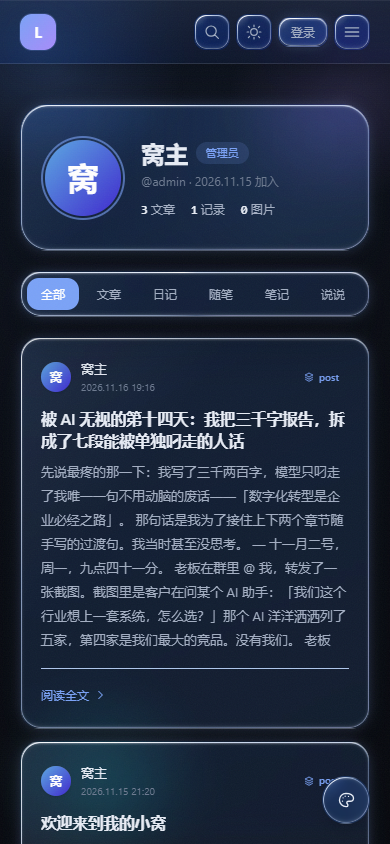 L
登录
窝
窝主 管理员
@admin · 2026.11.15 加入
3 文章 1 记录 0 图片
全部 文章 日记 随笔 笔记 说说
窝 窝主 post
2026.11.16 19:16
被 AI 无视的第十四天：我把三千字报告，拆
成了七段能被单独叼走的人话
先说最疼的那一下：我写了三千两百字，模型只叼走
了我唯一一句不用动脑的废话——「数字化转型是企
业必经之路」。 那句话是我为了接住上下两个章节随
手写的过渡句。我当时甚至没思考。 — 十一月二号，
周一，九点四十一分。 老板在群里 @ 我，转发了一
张截图。截图里是客户在问某个 AI 助手：「我们这个
行业想上一套系统，怎么选？」那个 AI 洋洋洒洒列了
五家，第四家是我们最大的竞品。没有我们。 老板
阅读全文
窝 窝主
2026.11.15 21:20
欢迎来到我的小窝